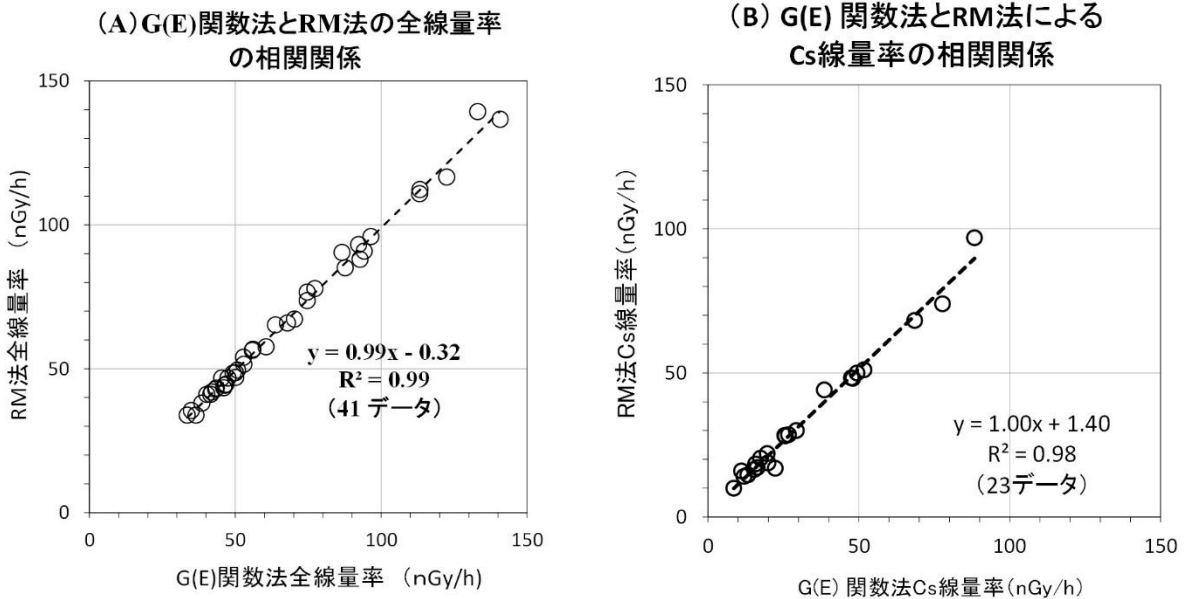 （A）G(E)関数法とRM法の全線量率
の相関関係
150
100
50
0
RM法全線量率 （nGy/h）
y = 0.99x - 0.32
R² = 0.99
（41 データ）
0
50
100
150
G(E)関数法全線量率 （nGy/h)
（B）G(E) 関数法とRM法による
Cs線量率の相関関係
150
100
50
0
RM法Cs線量率（nGy/h）
y = 1.00x + 1.40
R² = 0.98
（23データ）
0
50
100
150
G(E) 関数法Cs線量率(nGy/h)